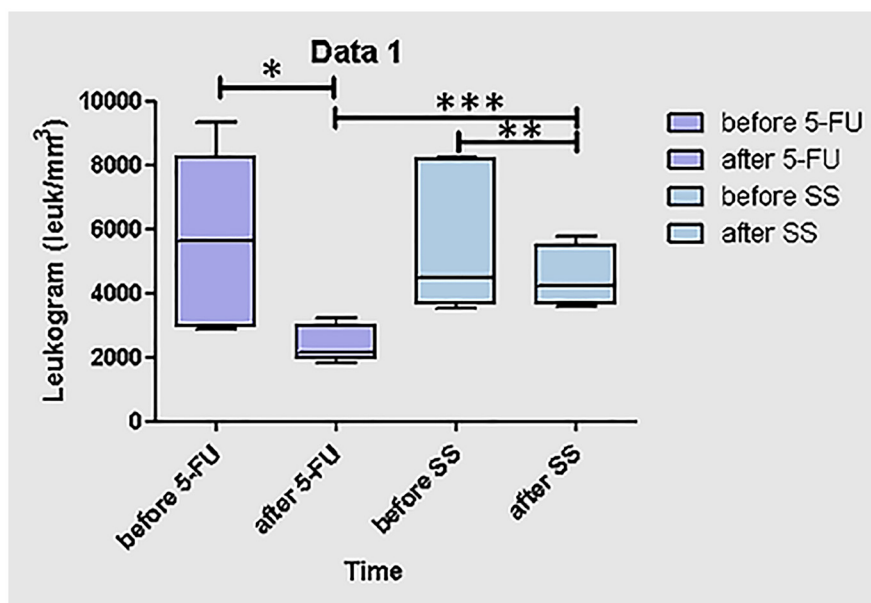 Data 1
*
***
**
10000
8000
6000
4000
2000
0
Leukogram (leuk/mm³)
before 5-FU
after 5-FU
before SS
after SS
Time
before 5-FU
after 5-FU
before SS
after SS